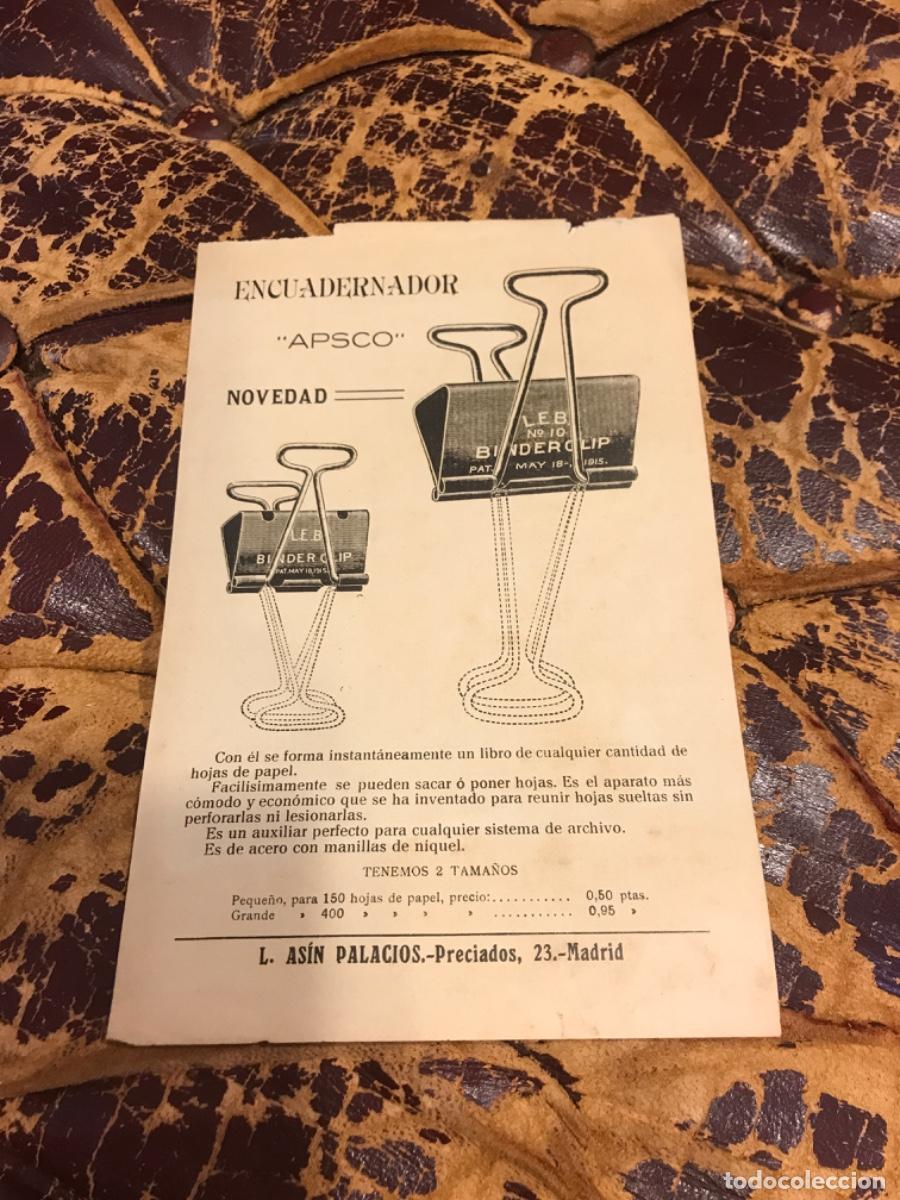 ENCUADERNADOR
"APSCO"
NOVEDAD
L.E.B.
Nº 10
BINDER CLIP
PAT. MAY 18-1915.
L.E.B.
BINDER CLIP
PAT. MAY 18, 1915.
Con él se forma instantáneamente un libro de cualquier cantidad de
hojas de papel.
Facilísimamente se pueden sacar ó poner hojas. Es el aparato más
cómodo y económico que se ha inventado para reunir hojas sueltas sin
perforarlas ni lesionarlas.
Es un auxiliar perfecto para cualquier sistema de archivo.
Es de acero con manillas de níquel.
TENEMOS 2 TAMAÑOS
Pequeño, para 150 hojas de papel, precio:........... 0,50 ptas.
Grande » 400 » » » » ........... 0,95 »
L. ASÍN PALACIOS.-Preciados, 23.-Madrid
todocoleccion